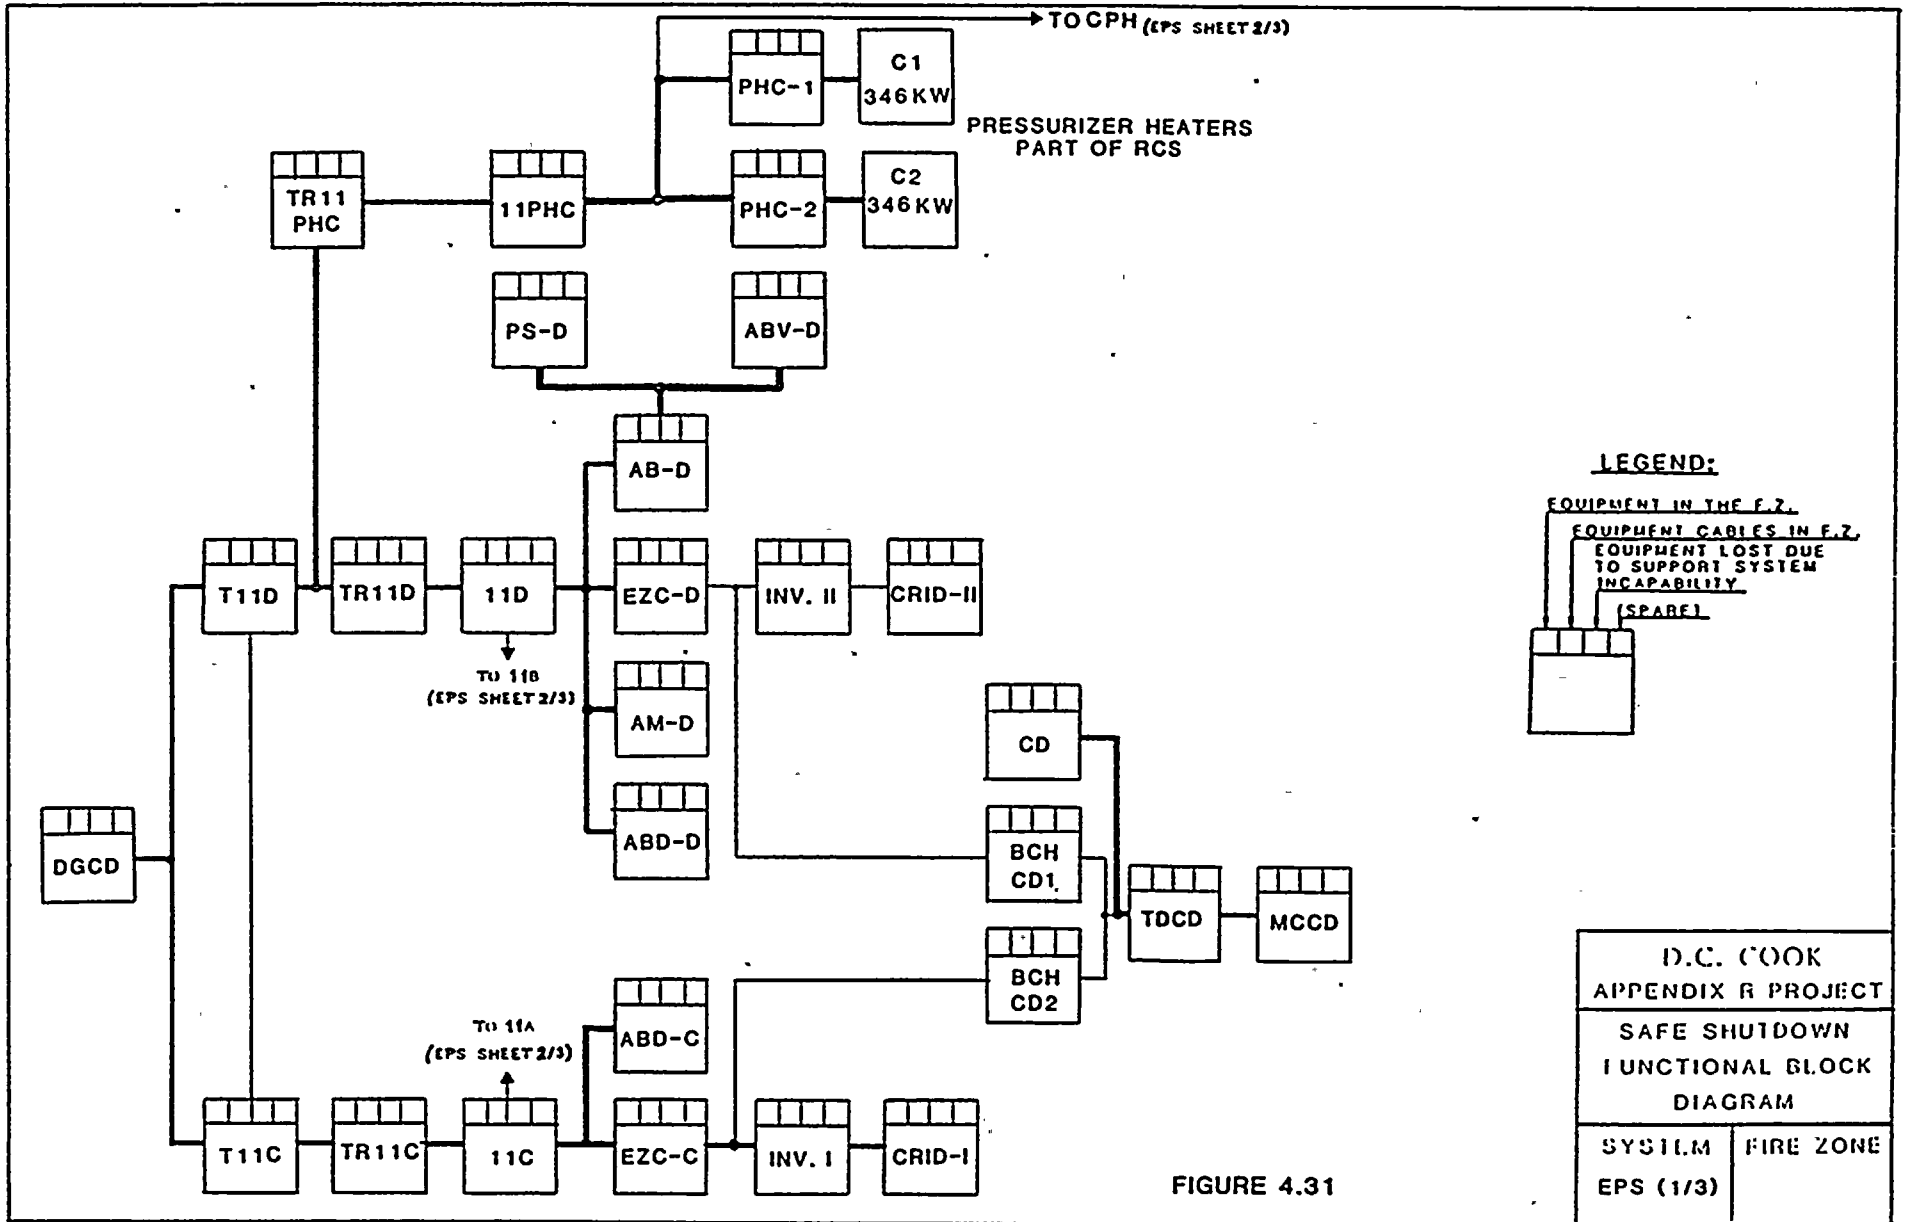 TO CPH (EPS SHEET 2/3)
PHC-1
C1
346KW
PRESSURIZER HEATERS
PART OF RCS
TR11
PHC
11PHC
PHC-2
C2
346KW
PS-D
ABV-D
AB-D
T11D
TR11D
11D
EZC-D
INV. II
CRID-II
TO 11B
(EPS SHEET 2/3)
AM-D
CD
ABD-D
DGCD
BCH
CD1
TDCD
MCCD
BCH
CD2
TO 11A
(EPS SHEET 2/3)
ABD-C
T11C
TR11C
11C
EZC-C
INV. I
CRID-I
LEGEND:
EQUIPMENT IN THE F.Z.
EQUIPMENT CABLES IN F.Z.
EQUIPMENT LOST DUE
TO SUPPORT SYSTEM
INCAPABILITY
(SPARE)
FIGURE 4.31
D.C. COOK
APPENDIX R PROJECT
SAFE SHUTDOWN
FUNCTIONAL BLOCK
DIAGRAM
SYSTEM
EPS (1/3)
FIRE ZONE